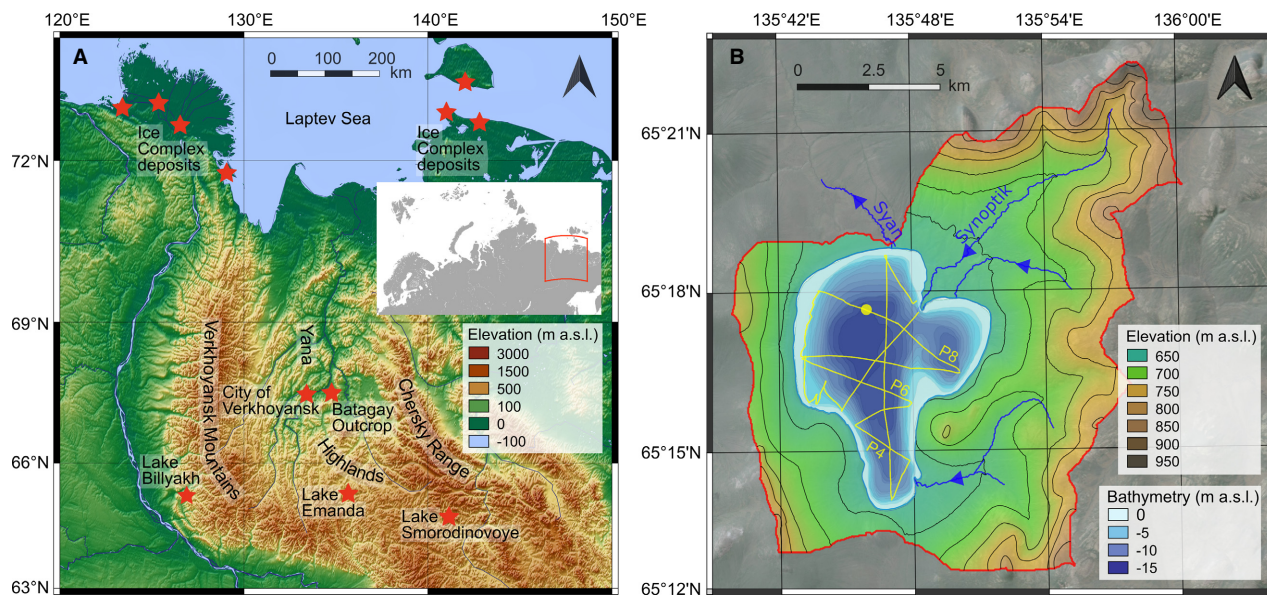 120°E
130°E
140°E
150°E
A
0 100 200
km
Laptev Sea
Ice
Complex
deposits
Ice
Complex
deposits
72°N
69°N
66°N
63°N
Verkhoyansk Mountains
Yana
City of
Verkhoyansk
Batagay
Outcrop
Chersky Range
Highlands
Lake
Billyakh
Lake
Emanda
Lake
Smorodinovoye
Elevation (m a.s.l.)
3000
1500
500
100
0
-100
135°42'E
135°48'E
135°54'E
136°00'E
B
0 2.5 5
km
65°21'N
65°18'N
65°15'N
65°12'N
Syan
Synoptik
P8
P6
P4
Elevation (m a.s.l.)
650
700
750
800
850
900
950
Bathymetry (m a.s.l.)
0
-5
-10
-15